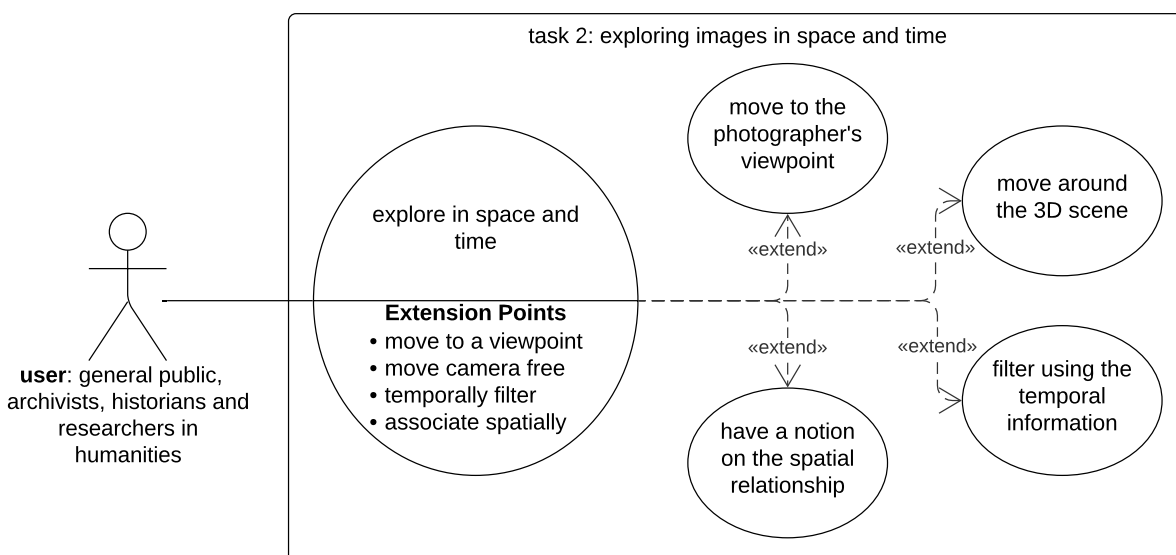 task 2: exploring images in space and time
move to the
photographer's
viewpoint
explore in space and
time
move around
the 3D scene
«extend»
«extend»
Extension Points
• move to a viewpoint
• move camera free
• temporally filter
• associate spatially
«extend»
«extend»
filter using the
temporal
information
user: general public,
archivists, historians and
researchers in
humanities
have a notion
on the spatial
relationship